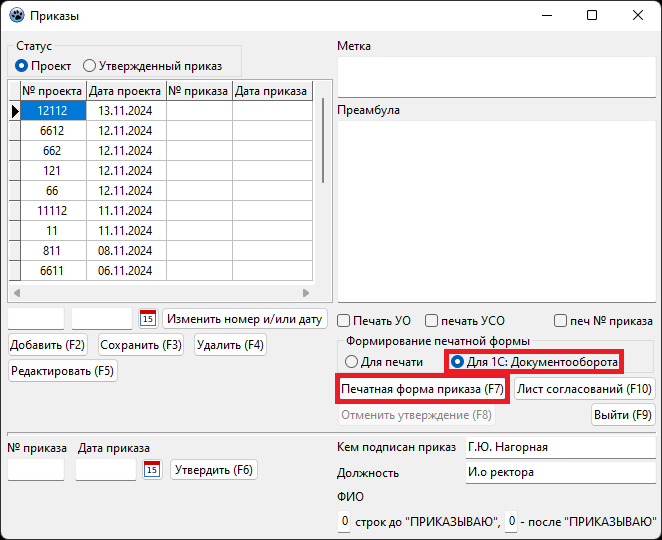 Приказы
Статус
Проект Утвержденный приказ
№ проекта Дата проекта № приказа Дата приказа
12112 13.11.2024
6612 12.11.2024
662 12.11.2024
121 12.11.2024
66 12.11.2024
11112 11.11.2024
11 11.11.2024
811 08.11.2024
6611 06.11.2024
15 Изменить номер и/или дату
Добавить (F2) Сохранить (F3) Удалить (F4)
Редактировать (F5)
Метка
Преамбула
Печать УО печать УСО печ № приказа
Формирование печатной формы
Для печати Для 1С: Документооборота
Печатная форма приказа (F7) Лист согласований (F10)
Отменить утверждение (F8) Выйти (F9)
№ приказа Дата приказа
15 Утвердить (F6)
Кем подписан приказ Г.Ю. Нагорная
Должность И.о ректора
ФИО
0 строк до "ПРИКАЗЫВАЮ", 0 - после "ПРИКАЗЫВАЮ"